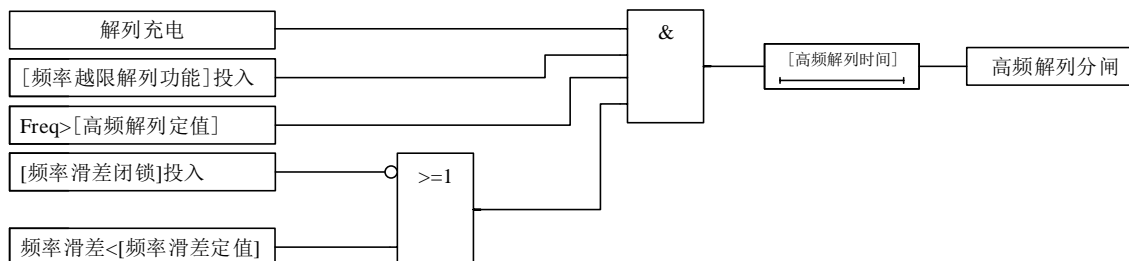 解列充电
&
[频率越限解列功能]投入
[高频解列时间]
高频解列分闸
Freq>[高频解列定值]
[频率滑差闭锁]投入
>=1
频率滑差<[频率滑差定值]